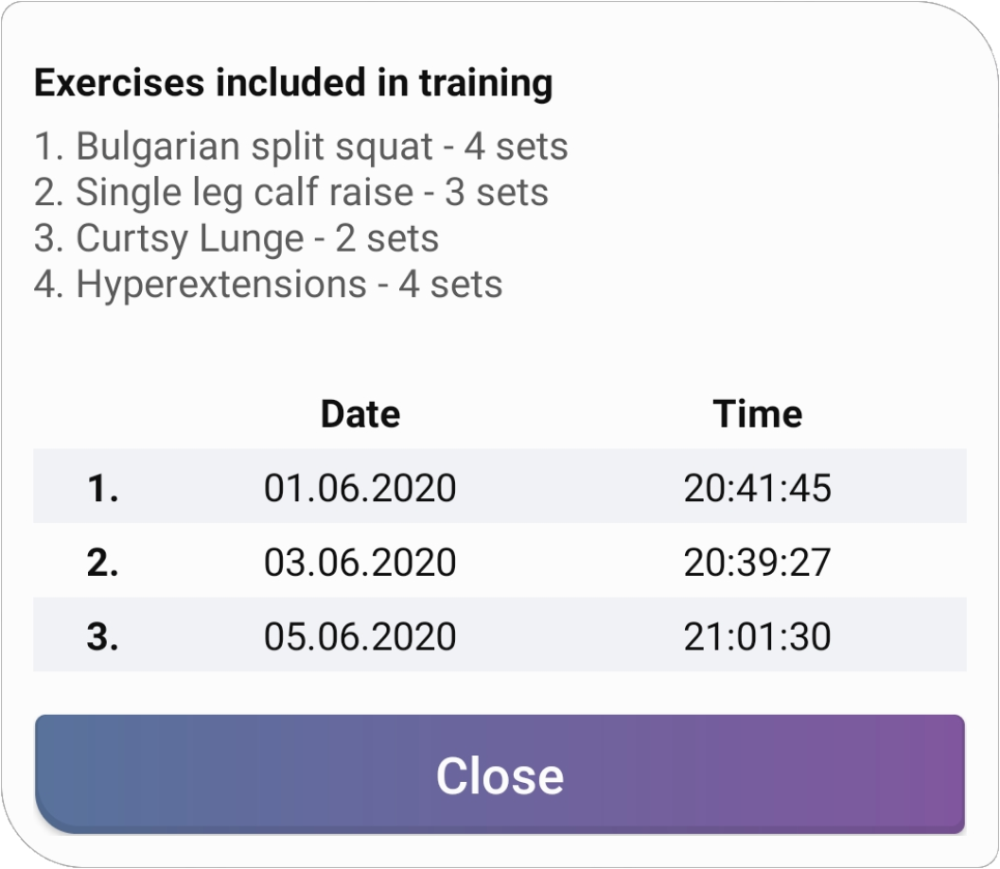 Exercises included in training
1. Bulgarian split squat - 4 sets
2. Single leg calf raise - 3 sets
3. Curtsy Lunge - 2 sets
4. Hyperextensions - 4 sets
Date Time
1. 01.06.2020 20:41:45
2. 03.06.2020 20:39:27
3. 05.06.2020 21:01:30
Close